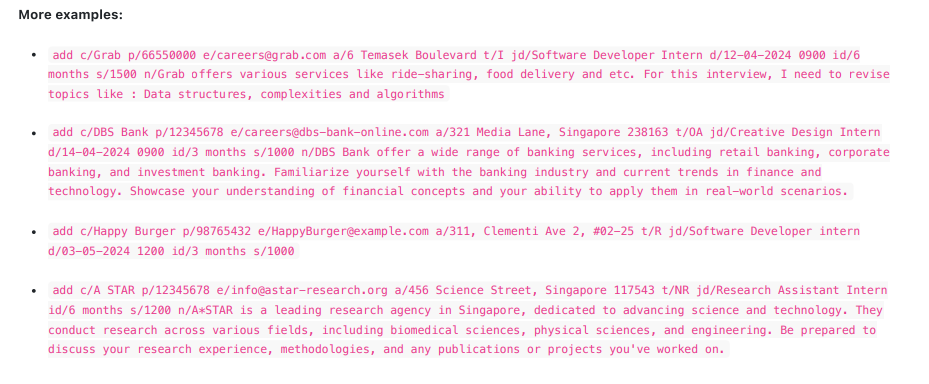 More examples:
add c/Grab p/66550000 e/careers@grab.com a/6 Temasek Boulevard t/I jd/Software Developer Intern d/12-04-2024 0900 id/6
months s/1500 n/Grab offers various services like ride-sharing, food delivery and etc. For this interview, I need to revise
topics like : Data structures, complexities and algorithms
add c/DBS Bank p/12345678 e/careers@dbs-bank-online.com a/321 Media Lane, Singapore 238163 t/OA jd/Creative Design Intern
d/14-04-2024 0900 id/3 months s/1000 n/DBS Bank offer a wide range of banking services, including retail banking, corporate
banking, and investment banking. Familiarize yourself with the banking industry and current trends in finance and
technology. Showcase your understanding of financial concepts and your ability to apply them in real-world scenarios.
add c/Happy Burger p/98765432 e/HappyBurger@example.com a/311, Clementi Ave 2, #02-25 t/R jd/Software Developer intern
d/03-05-2024 1200 id/3 months s/1000
add c/A STAR p/12345678 e/info@astar-research.org a/456 Science Street, Singapore 117543 t/NR jd/Research Assistant Intern
id/6 months s/1200 n/A*STAR is a leading research agency in Singapore, dedicated to advancing science and technology. They
conduct research across various fields, including biomedical sciences, physical sciences, and engineering. Be prepared to
discuss your research experience, methodologies, and any publications or projects you've worked on.